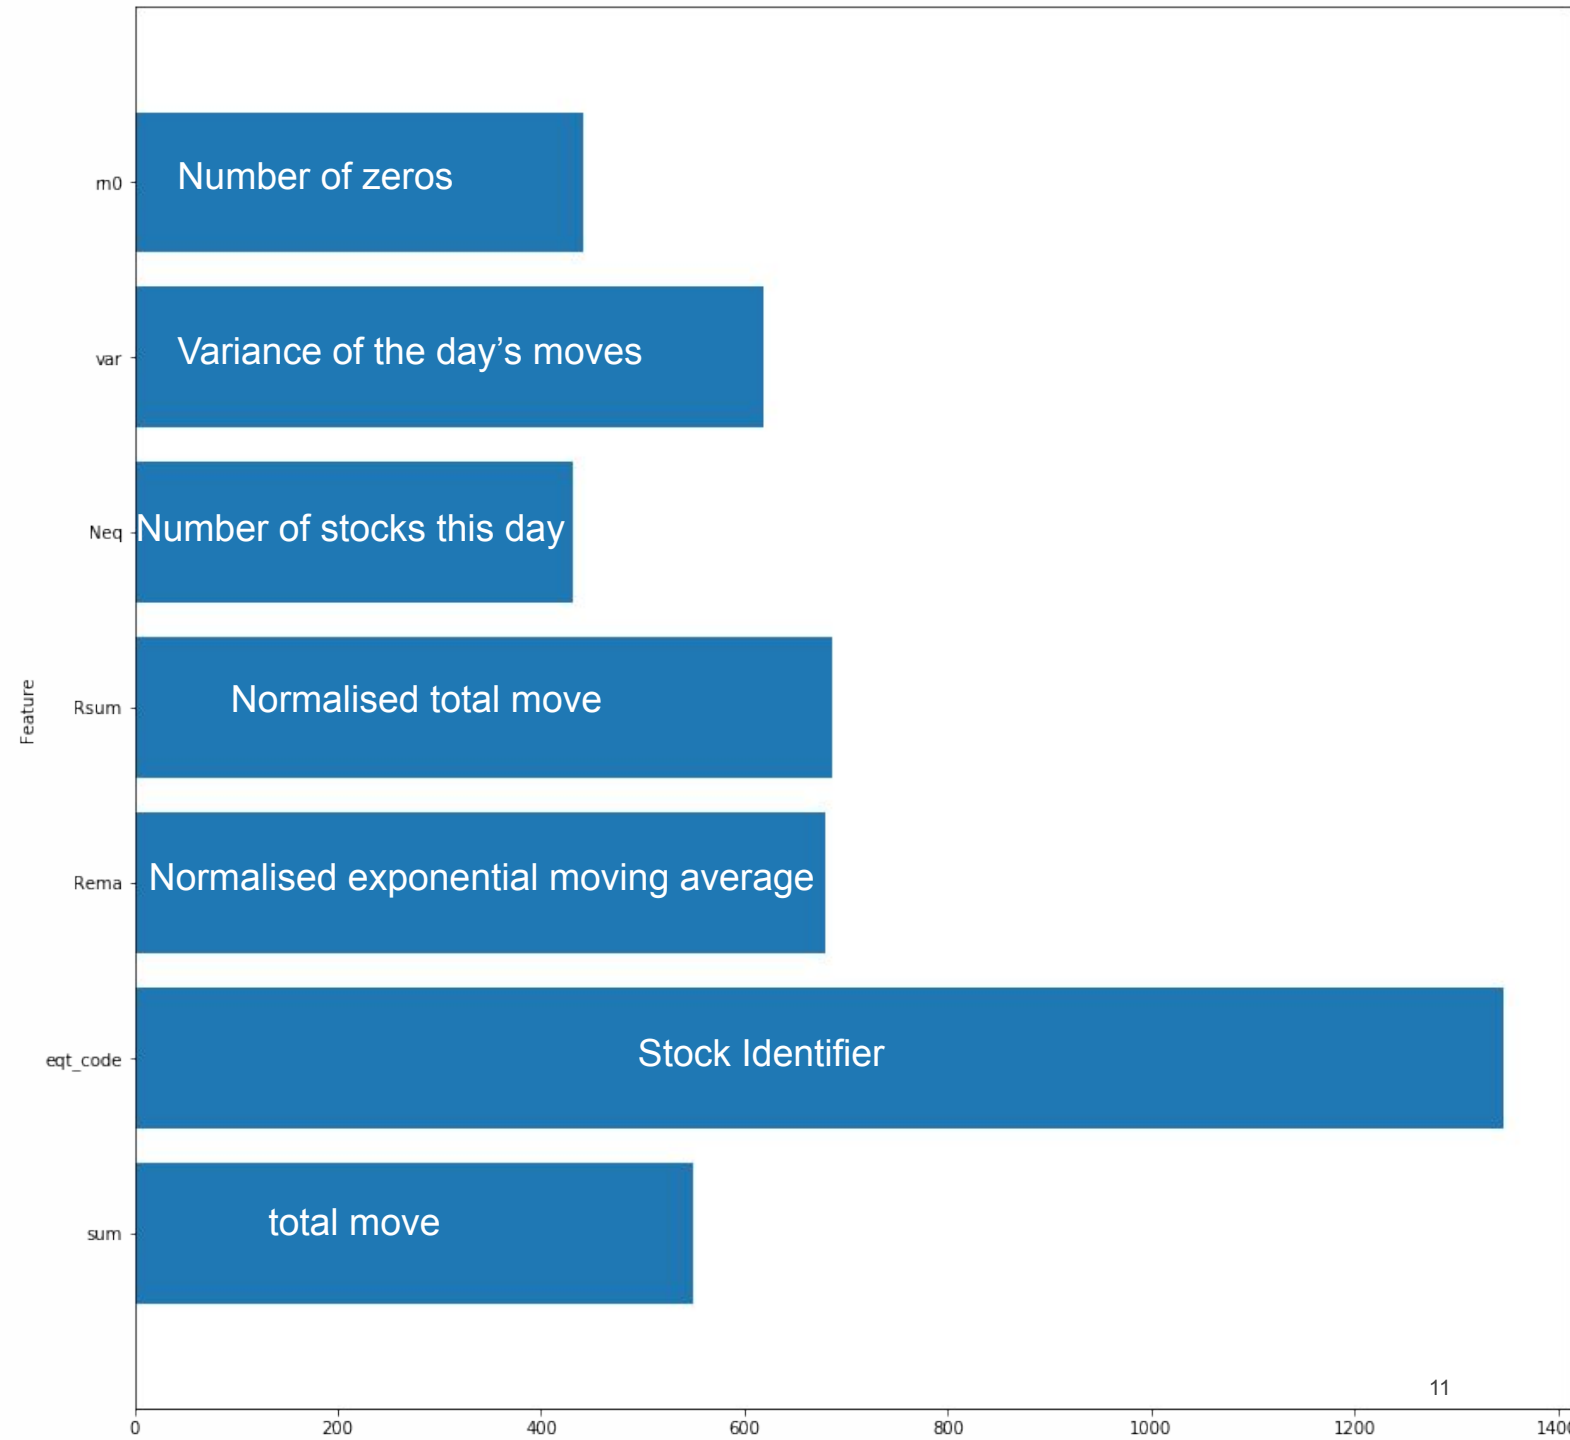 rn0
Number of zeros
var
Variance of the day’s moves
Neq
Number of stocks this day
Feature
Rsum
Normalised total move
Rema
Normalised exponential moving average
eqt_code
Stock Identifier
sum
total move
11
0 200 400 600 800 1000 1200 1400